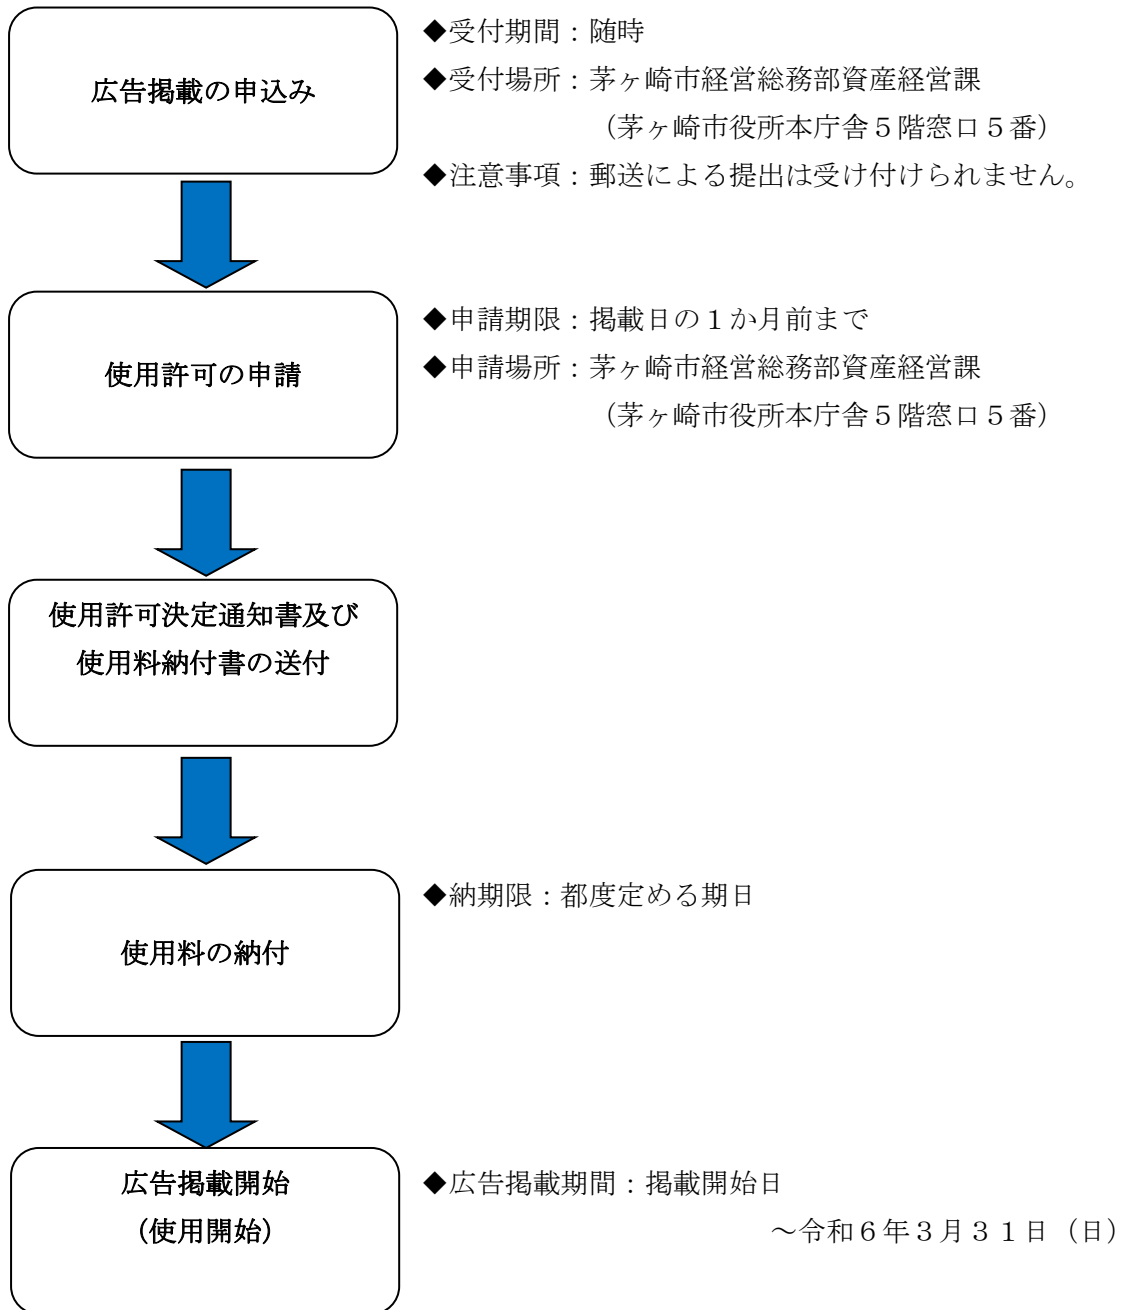 広告掲載の申込み
◆受付期間：随時
◆受付場所：茅ヶ崎市経営総務部資産経営課
（茅ヶ崎市役所本庁舎５階窓口５番）
◆注意事項：郵送による提出は受け付けられません。
使用許可の申請
◆申請期限：掲載日の１か月前まで
◆申請場所：茅ヶ崎市経営総務部資産経営課
（茅ヶ崎市役所本庁舎５階窓口５番）
使用許可決定通知書及び
使用料納付書の送付
使用料の納付
◆納期限：都度定める期日
広告掲載開始
（使用開始）
◆広告掲載期間：掲載開始日
～令和６年３月３１日（日）